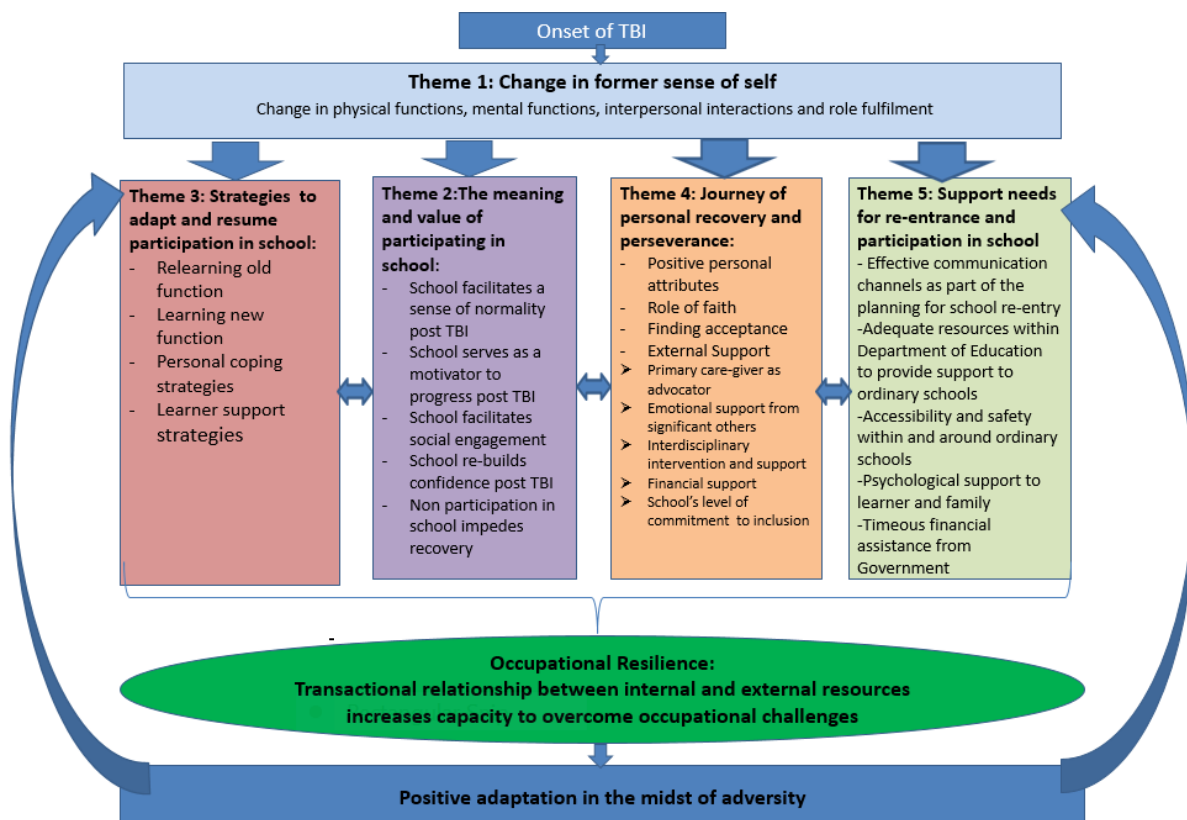 Onset of TBI
Theme 1: Change in former sense of self
Change in physical functions, mental functions, interpersonal interactions and role fulfilment
Theme 3: Strategies to
adapt and resume
participation in school:
- Relearning old
function
- Learning new
function
- Personal coping
strategies
- Learner support
strategies
Theme 2:The meaning
and value of
participating in
school:
- School facilitates a
sense of normality
post TBI
- School serves as a
motivator to
progress post TBI
- School facilitates
social engagement
- School re-builds
confidence post TBI
- Non participation in
school impedes
recovery
Theme 4: Journey of
personal recovery and
perseverance:
- Positive personal
attributes
- Role of faith
- Finding acceptance
- External Support
➤ Primary care-giver as
advocator
➤ Emotional support from
significant others
➤ Interdisciplinary
intervention and support
➤ Financial support
➤ School's level of
commitment to inclusion
Theme 5: Support needs
for re-entrance and
participation in school
- Effective communication
channels as part of the
planning for school re-entry
-Adequate resources within
Department of Education
to provide support to
ordinary schools
-Accessibility and safety
within and around ordinary
schools
-Psychological support to
learner and family
-Timeous financial
assistance from
Government
-
Occupational Resilience:
Transactional relationship between internal and external resources
increases capacity to overcome occupational challenges
Positive adaptation in the midst of adversity